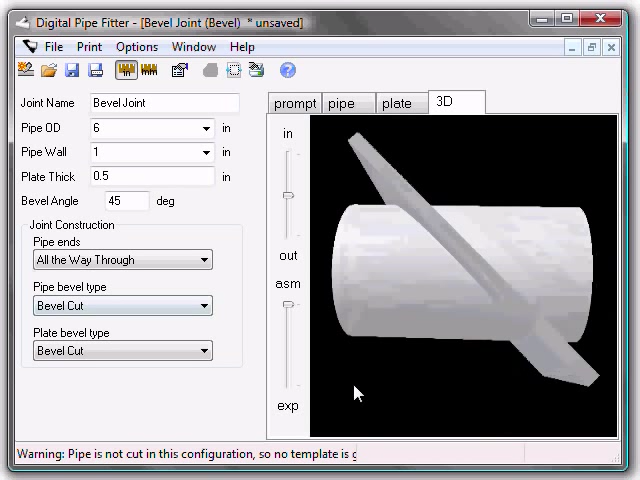 Digital Pipe Fitter - [Bevel Joint (Bevel) * unsaved]
File Print Options Window Help
Joint Name Bevel Joint
Pipe OD 6 in
Pipe Wall 1 in
Plate Thick 0.5 in
Bevel Angle 45 deg
Joint Construction
Pipe ends
All the Way Through
Pipe bevel type
Bevel Cut
Plate bevel type
Bevel Cut
prompt pipe plate 3D
in
out
asm
exp
Warning: Pipe is not cut in this configuration, so no template is